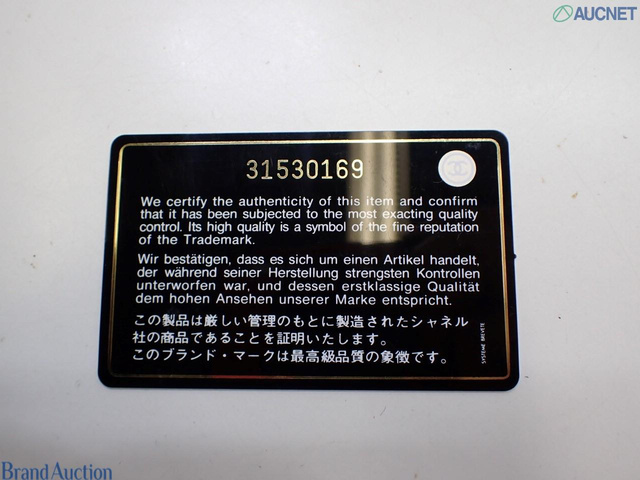 AUCNET
31530169
We certify the authenticity of this item and confirm
that it has been subjected to the most exacting quality
control. Its high quality is a symbol of the fine reputation
of the Trademark.
Wir bestätigen, dass es sich um einen Artikel handelt,
der während seiner Herstellung strengsten Kontrollen
unterworfen war, und dessen erstklassige Qualität
dem hohen Ansehen unserer Marke entspricht.
この製品は厳しい管理のもとに製造されたシャネル
社の商品であることを証明いたします。
このブランド・マークは最高級品質の象徴です。
SYSTEME BREVETE
Brand Auction